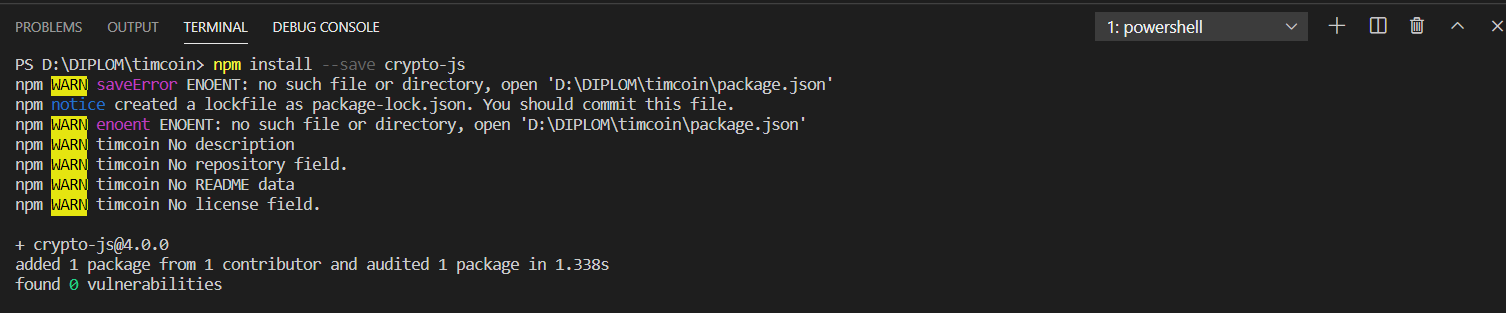 PROBLEMS OUTPUT TERMINAL DEBUG CONSOLE 1: powershell
PS D:\DIPLOM\timcoin> npm install --save crypto-js
npm WARN saveError ENOENT: no such file or directory, open 'D:\DIPLOM\timcoin\package.json'
npm notice created a lockfile as package-lock.json. You should commit this file.
npm WARN enoent ENOENT: no such file or directory, open 'D:\DIPLOM\timcoin\package.json'
npm WARN timcoin No description
npm WARN timcoin No repository field.
npm WARN timcoin No README data
npm WARN timcoin No license field.
+ crypto-js@4.0.0
added 1 package from 1 contributor and audited 1 package in 1.338s
found 0 vulnerabilities